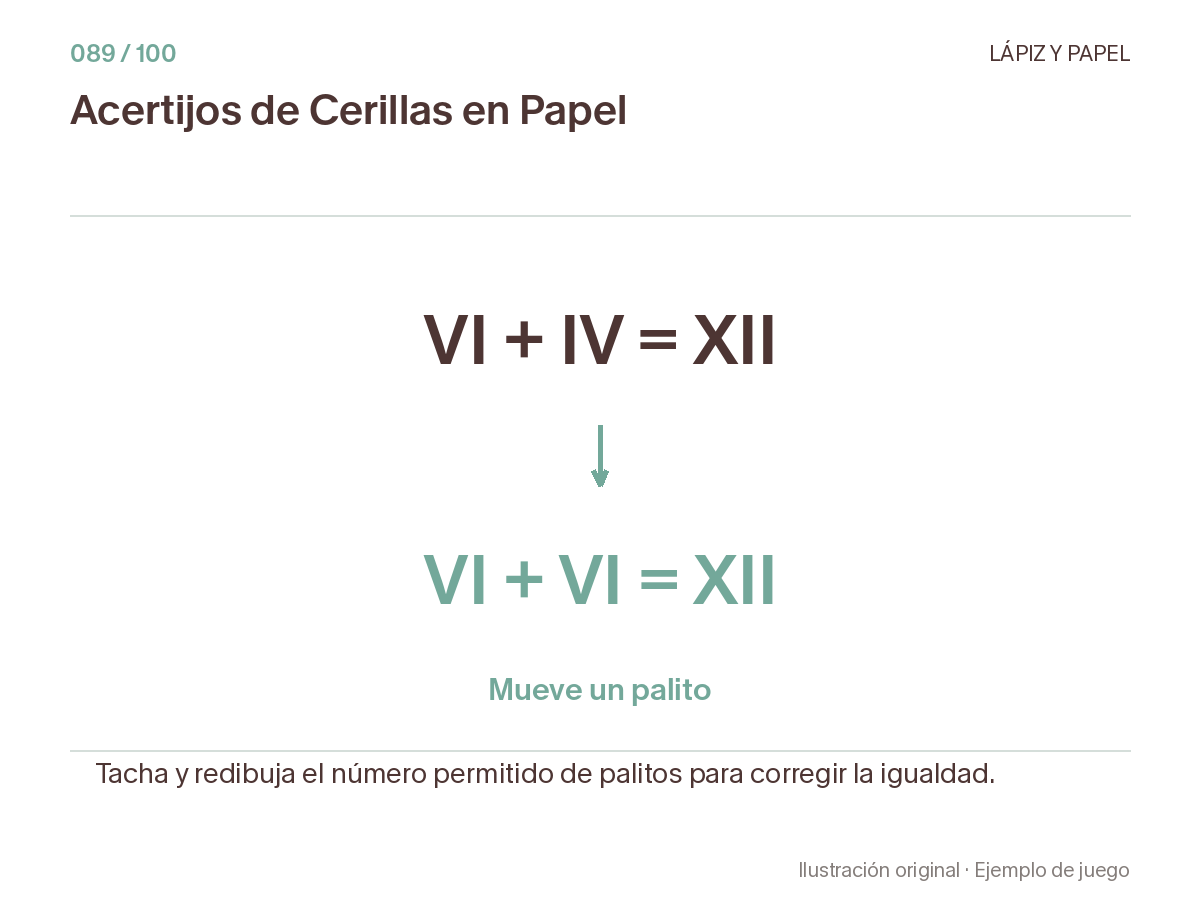 089 / 100
LÁPIZ Y PAPEL
Acertijos de Cerillas en Papel
VI + IV = XII
VI + VI = XII
Mueve un palito
Tacha y redibuja el número permitido de palitos para corregir la igualdad.
Ilustración original · Ejemplo de juego